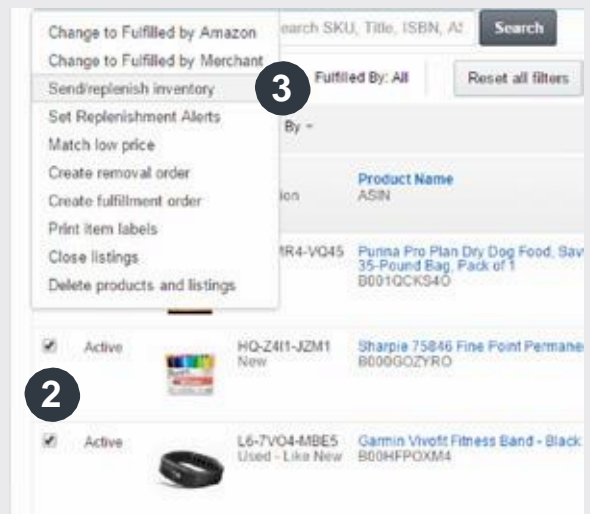 Change to Fulfilled by Amazon
Search
Change to Fulfilled by Merchant
Send/replenish inventory
3
Fulfilled By: All
Reset all filters
Set Replenishment Alerts
By
Match low price
Create removal order
Product Name
Create fulfillment order
ASIN
Print item labels
Close listings
Delete products and listings
Purina Pro Plan Dry Dog Food, Sav
35-Pound Bag, Pack of 1
B001QCKS4O
Active
HQ-Z4I1-JZM1
New
Sharpie 75846 Fine Point Permane
B000GOZYRO
2
Active
L6-7VO4-MBE5
Used - Like New
Garmin Vivofit Fitness Band - Black
B00HFPOXM4